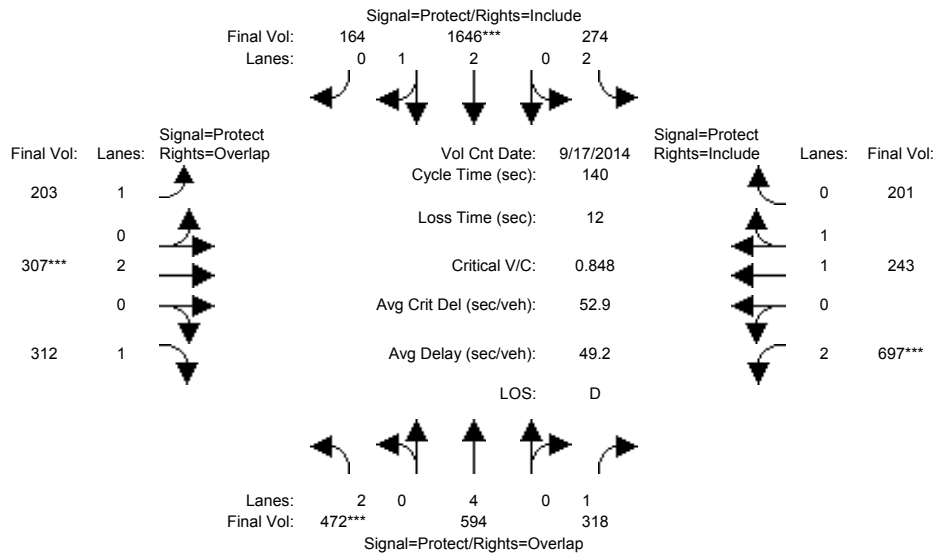 Signal=Protect/Rights=Include
Final Vol: 164 1646*** 274
Lanes: 0 1 2 0 2
Signal=Protect
Final Vol: Lanes: Rights=Overlap
Vol Cnt Date: 9/17/2014
Signal=Protect
Rights=Include Lanes: Final Vol:
Cycle Time (sec): 140
203 1
0 201
Loss Time (sec): 12
0
1
307*** 2
Critical V/C: 0.848
1 243
0
Avg Crit Del (sec/veh): 52.9
0
312 1
Avg Delay (sec/veh): 49.2
2 697***
LOS: D
Lanes: 2 0 4 0 1
Final Vol: 472*** 594 318
Signal=Protect/Rights=Overlap